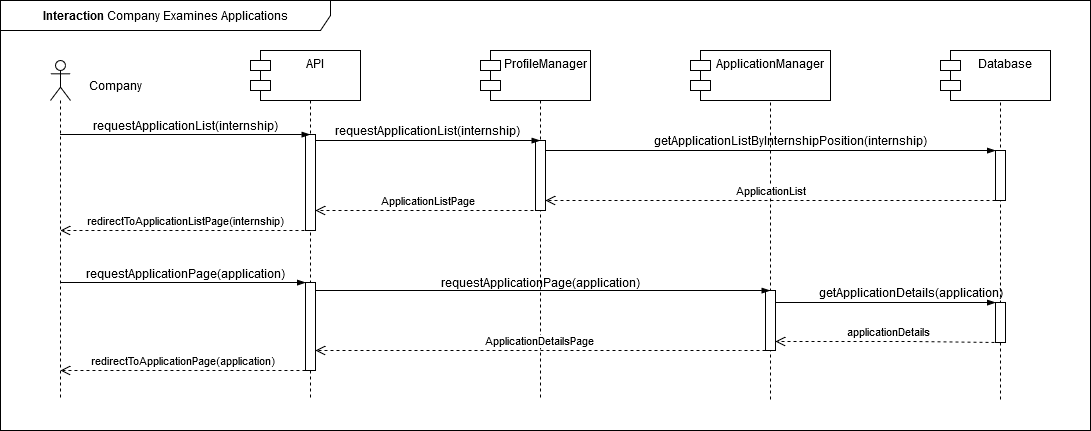 Interaction Company Examines Applications
Company
API
ProfileManager
ApplicationManager
Database
requestApplicationList(internship)
requestApplicationList(internship)
getApplicationListByInternshipPosition(internship)
ApplicationList
ApplicationListPage
redirectToApplicationListPage(internship)
requestApplicationPage(application)
requestApplicationPage(application)
getApplicationDetails(application)
applicationDetails
ApplicationDetailsPage
redirectToApplicationPage(application)